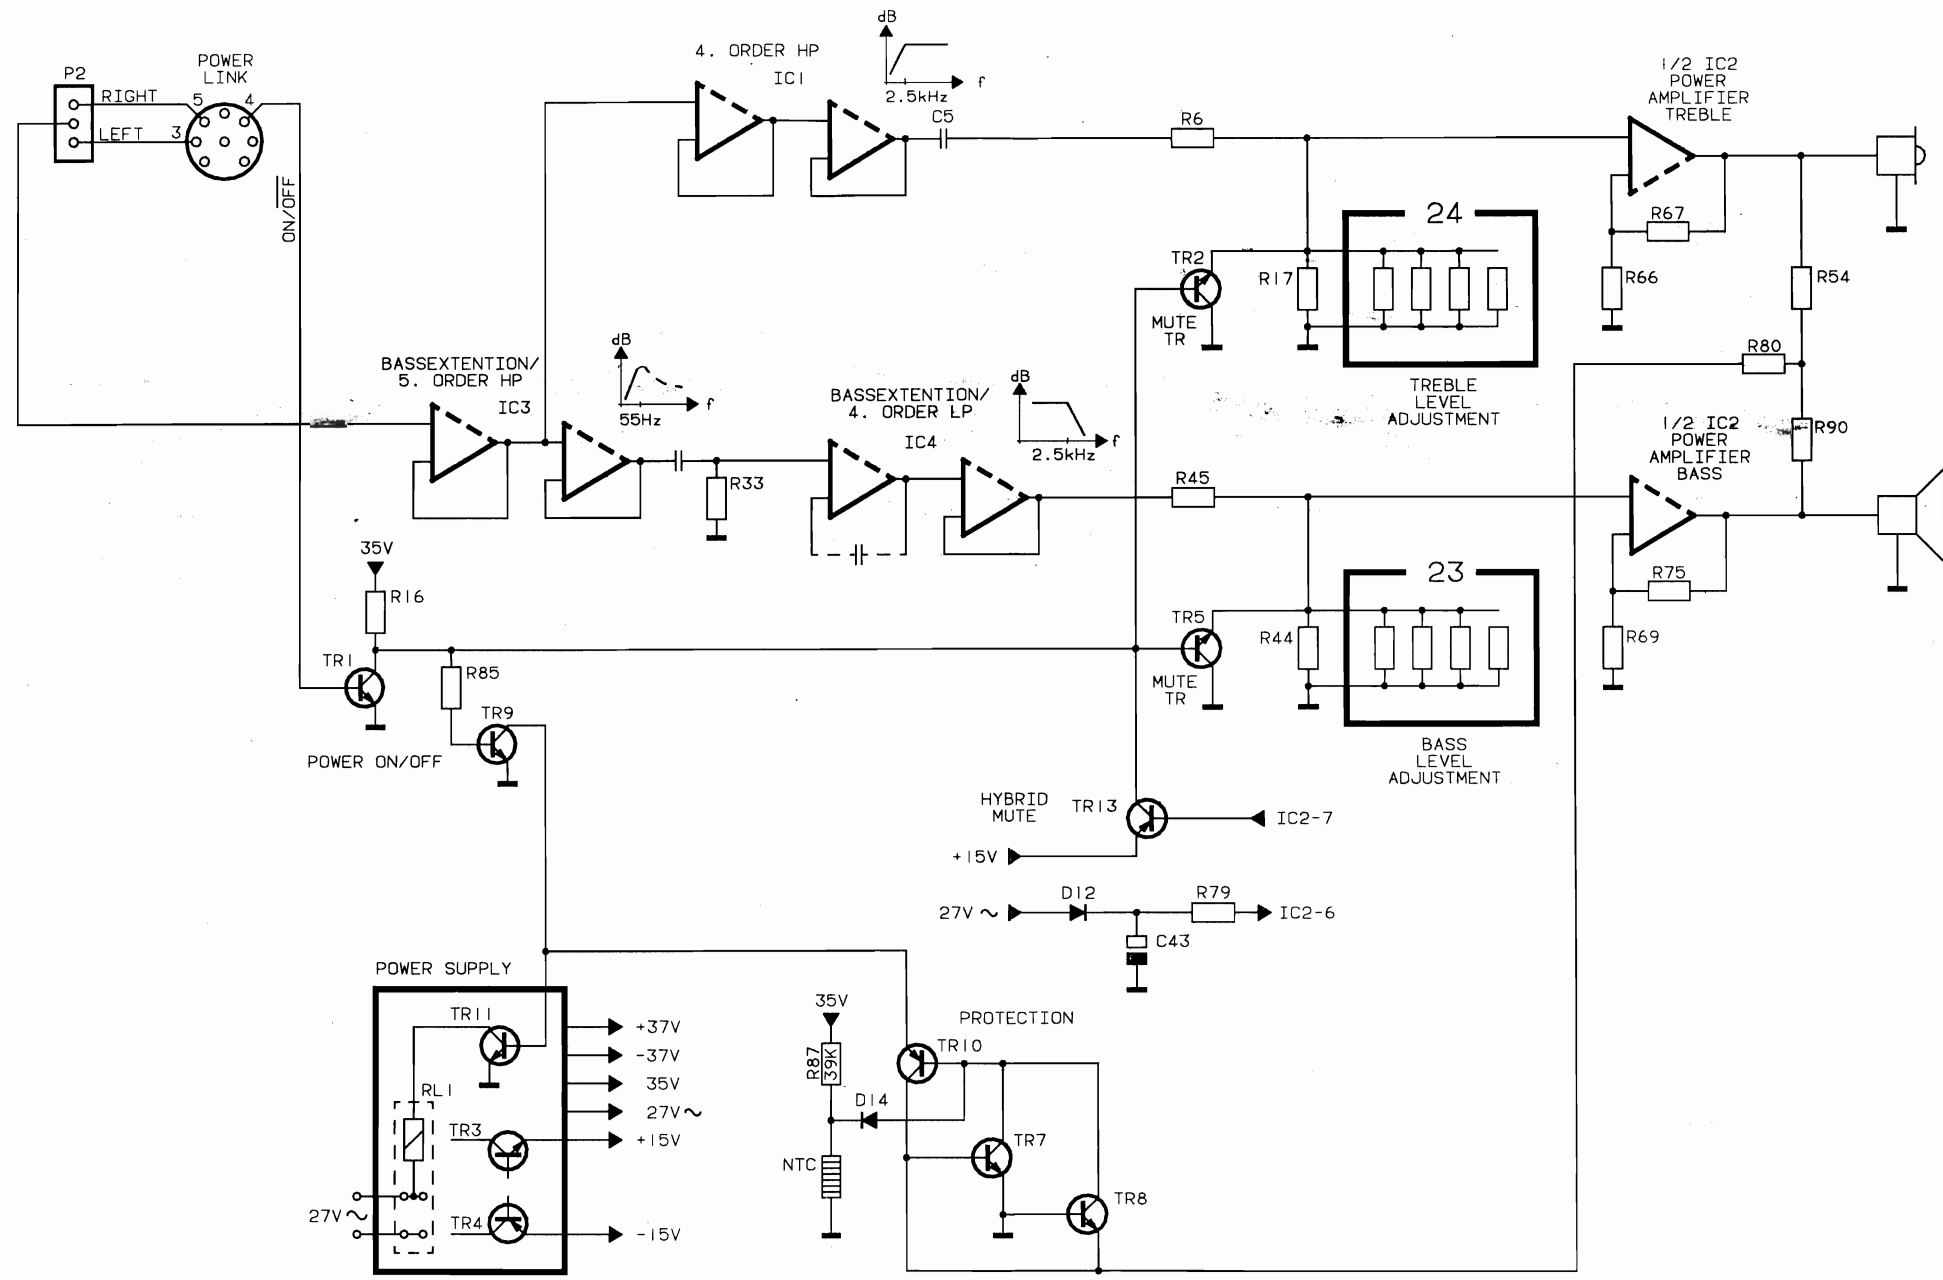 P2
RIGHT
LEFT
POWER
LINK
5
4
3
ON/OFF
4. ORDER HP
IC1
dB
f
2.5kHz
C5
R6
1/2 IC2
POWER
AMPLIFIER
TREBLE
R67
R66
R54
24
TR2
R17
MUTE
TR
TREBLE
LEVEL
ADJUSTMENT
R80
BASSEXTENTION/
5. ORDER HP
IC3
dB
f
55Hz
R33
BASSEXTENTION/
4. ORDER LP
IC4
dB
f
2.5kHz
R45
1/2 IC2
POWER
AMPLIFIER
BASS
R90
R75
R69
35V
R16
TR1
R85
TR9
POWER ON/OFF
23
TR5
R44
MUTE
TR
BASS
LEVEL
ADJUSTMENT
HYBRID
MUTE
TR13
IC2-7
+15V
27V ~
D12
R79
IC2-6
C43
POWER SUPPLY
TR11
+37V
-37V
35V
27V~
+15V
-15V
RL1
TR3
TR4
27V~
35V
R87
39K
D14
NTC
PROTECTION
TR10
TR7
TR8